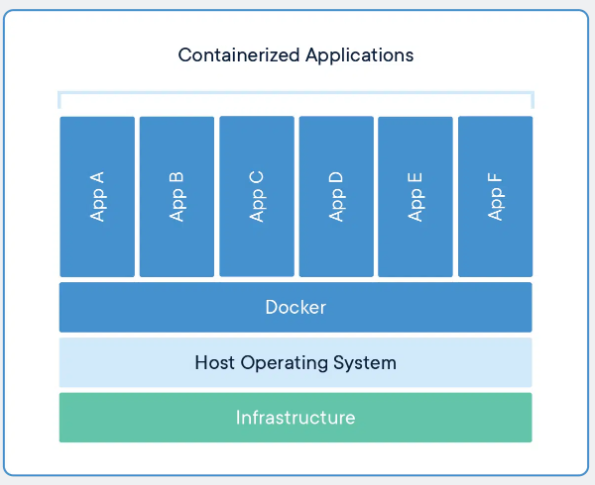 Containerized Applications
App A
App B
App C
App D
App E
App F
Docker
Host Operating System
Infrastructure